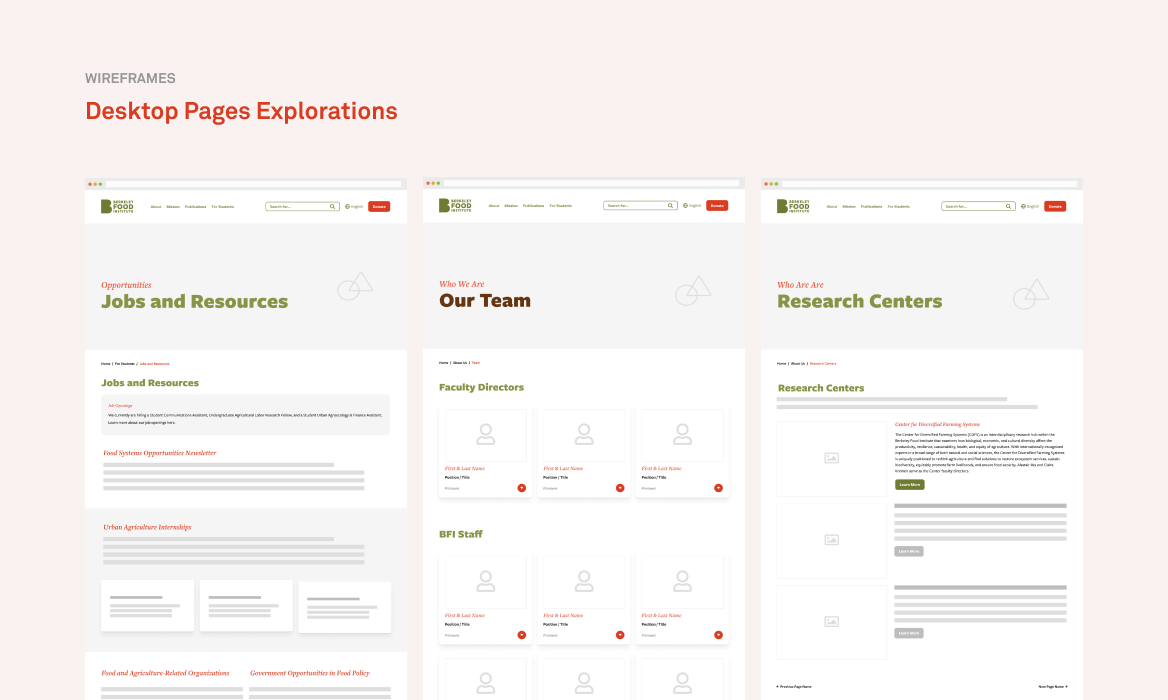 WIREFRAMES
Desktop Pages Explorations
BERKELEY
FOOD
INSTITUTE
About Mission Publications For Students
Search for...
English
Donate
Opportunities
Jobs and Resources
Home / For Students / Jobs and Resources
Jobs and Resources
Job Openings
We currently are hiring a Student Communications Assistant, Undergraduate Agricultural Labor Research Fellow, and a Student Urban Agroecology & Finance Assistant.
Learn more about our job openings here.
Food Systems Opportunities Newsletter
Urban Agriculture Internships
Food and Agriculture-Related Organizations
Government Opportunities in Food Policy
BERKELEY
FOOD
INSTITUTE
About Mission Publications For Students
Search for...
English
Donate
Who We Are
Our Team
Home / About Us / Team
Faculty Directors
First & Last Name
Position / Title
Pronouns
First & Last Name
Position / Title
Pronouns
First & Last Name
Position / Title
Pronouns
BFI Staff
First & Last Name
Position / Title
Pronouns
First & Last Name
Position / Title
Pronouns
First & Last Name
Position / Title
Pronouns
BERKELEY
FOOD
INSTITUTE
About Mission Publications For Students
Search for...
English
Donate
Who Are Are
Research Centers
Home / About Us / Research Centers
Research Centers
Center for Diversified Farming Systems
The Center for Diversified Farming Systems (CDFS) is an interdisciplinary research hub within the
Berkeley Food Institute that examines how biological, economic, and cultural diversity affect the
productivity, resilience, sustainability, health, and equity of agriculture. With internationally recognized
experts in a broad range of both natural and social sciences, the Center for Diversified Farming Systems
is uniquely positioned to rethink agriculture and find solutions to restore ecosystem services, sustain
biodiversity, equitably promote farm livelihoods, and ensure food security. Alastair Iles and Claire
Kremen serve as the Center Faculty Directors.
Learn More
Learn More
Learn More
Previous Page Name
Next Page Name